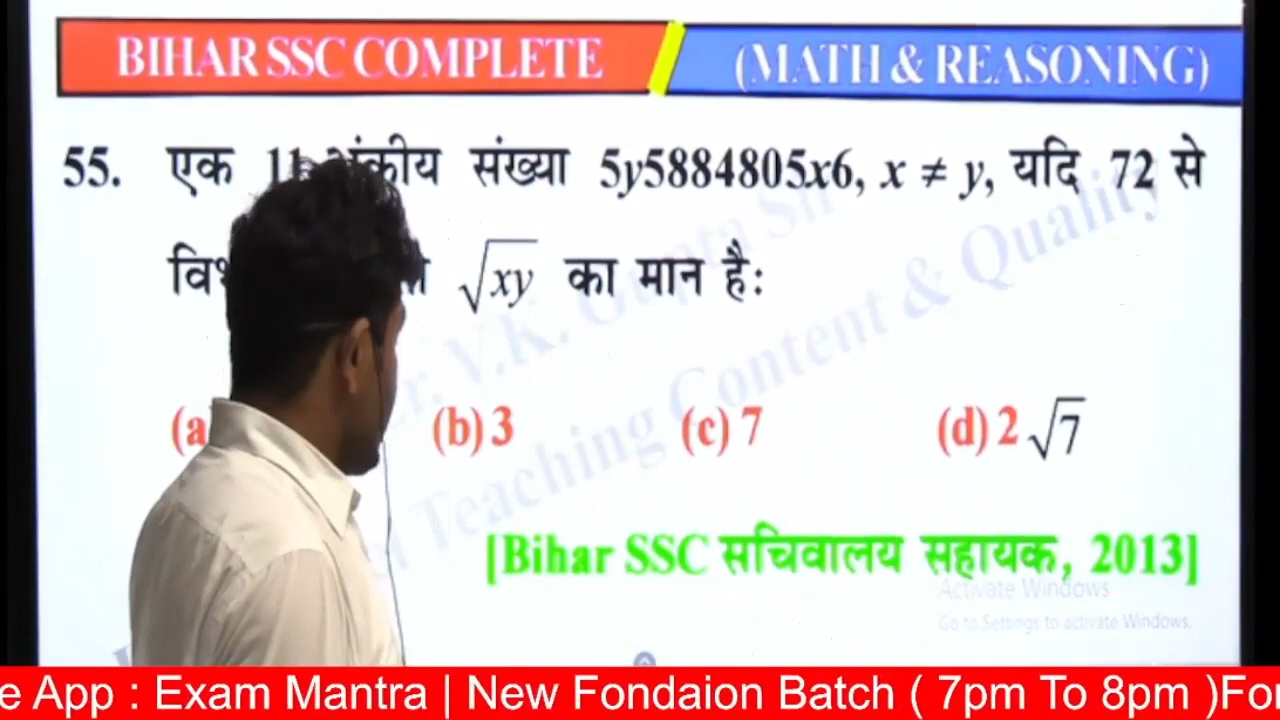 BIHAR SSC COMPLETE (MATH & REASONING)
55. एक 11 अंकीय संख्या 5y5884805x6, x ≠ y, यदि 72 से
√xy का मान है:
(a) (b) 3 (c) 7 (d) 2√7
[Bihar SSC सचिवालय सहायक, 2013]
Activate Windows
Go to Settings to activate Windows.
e App : Exam Mantra | New Fondaion Batch ( 7pm To 8pm )For